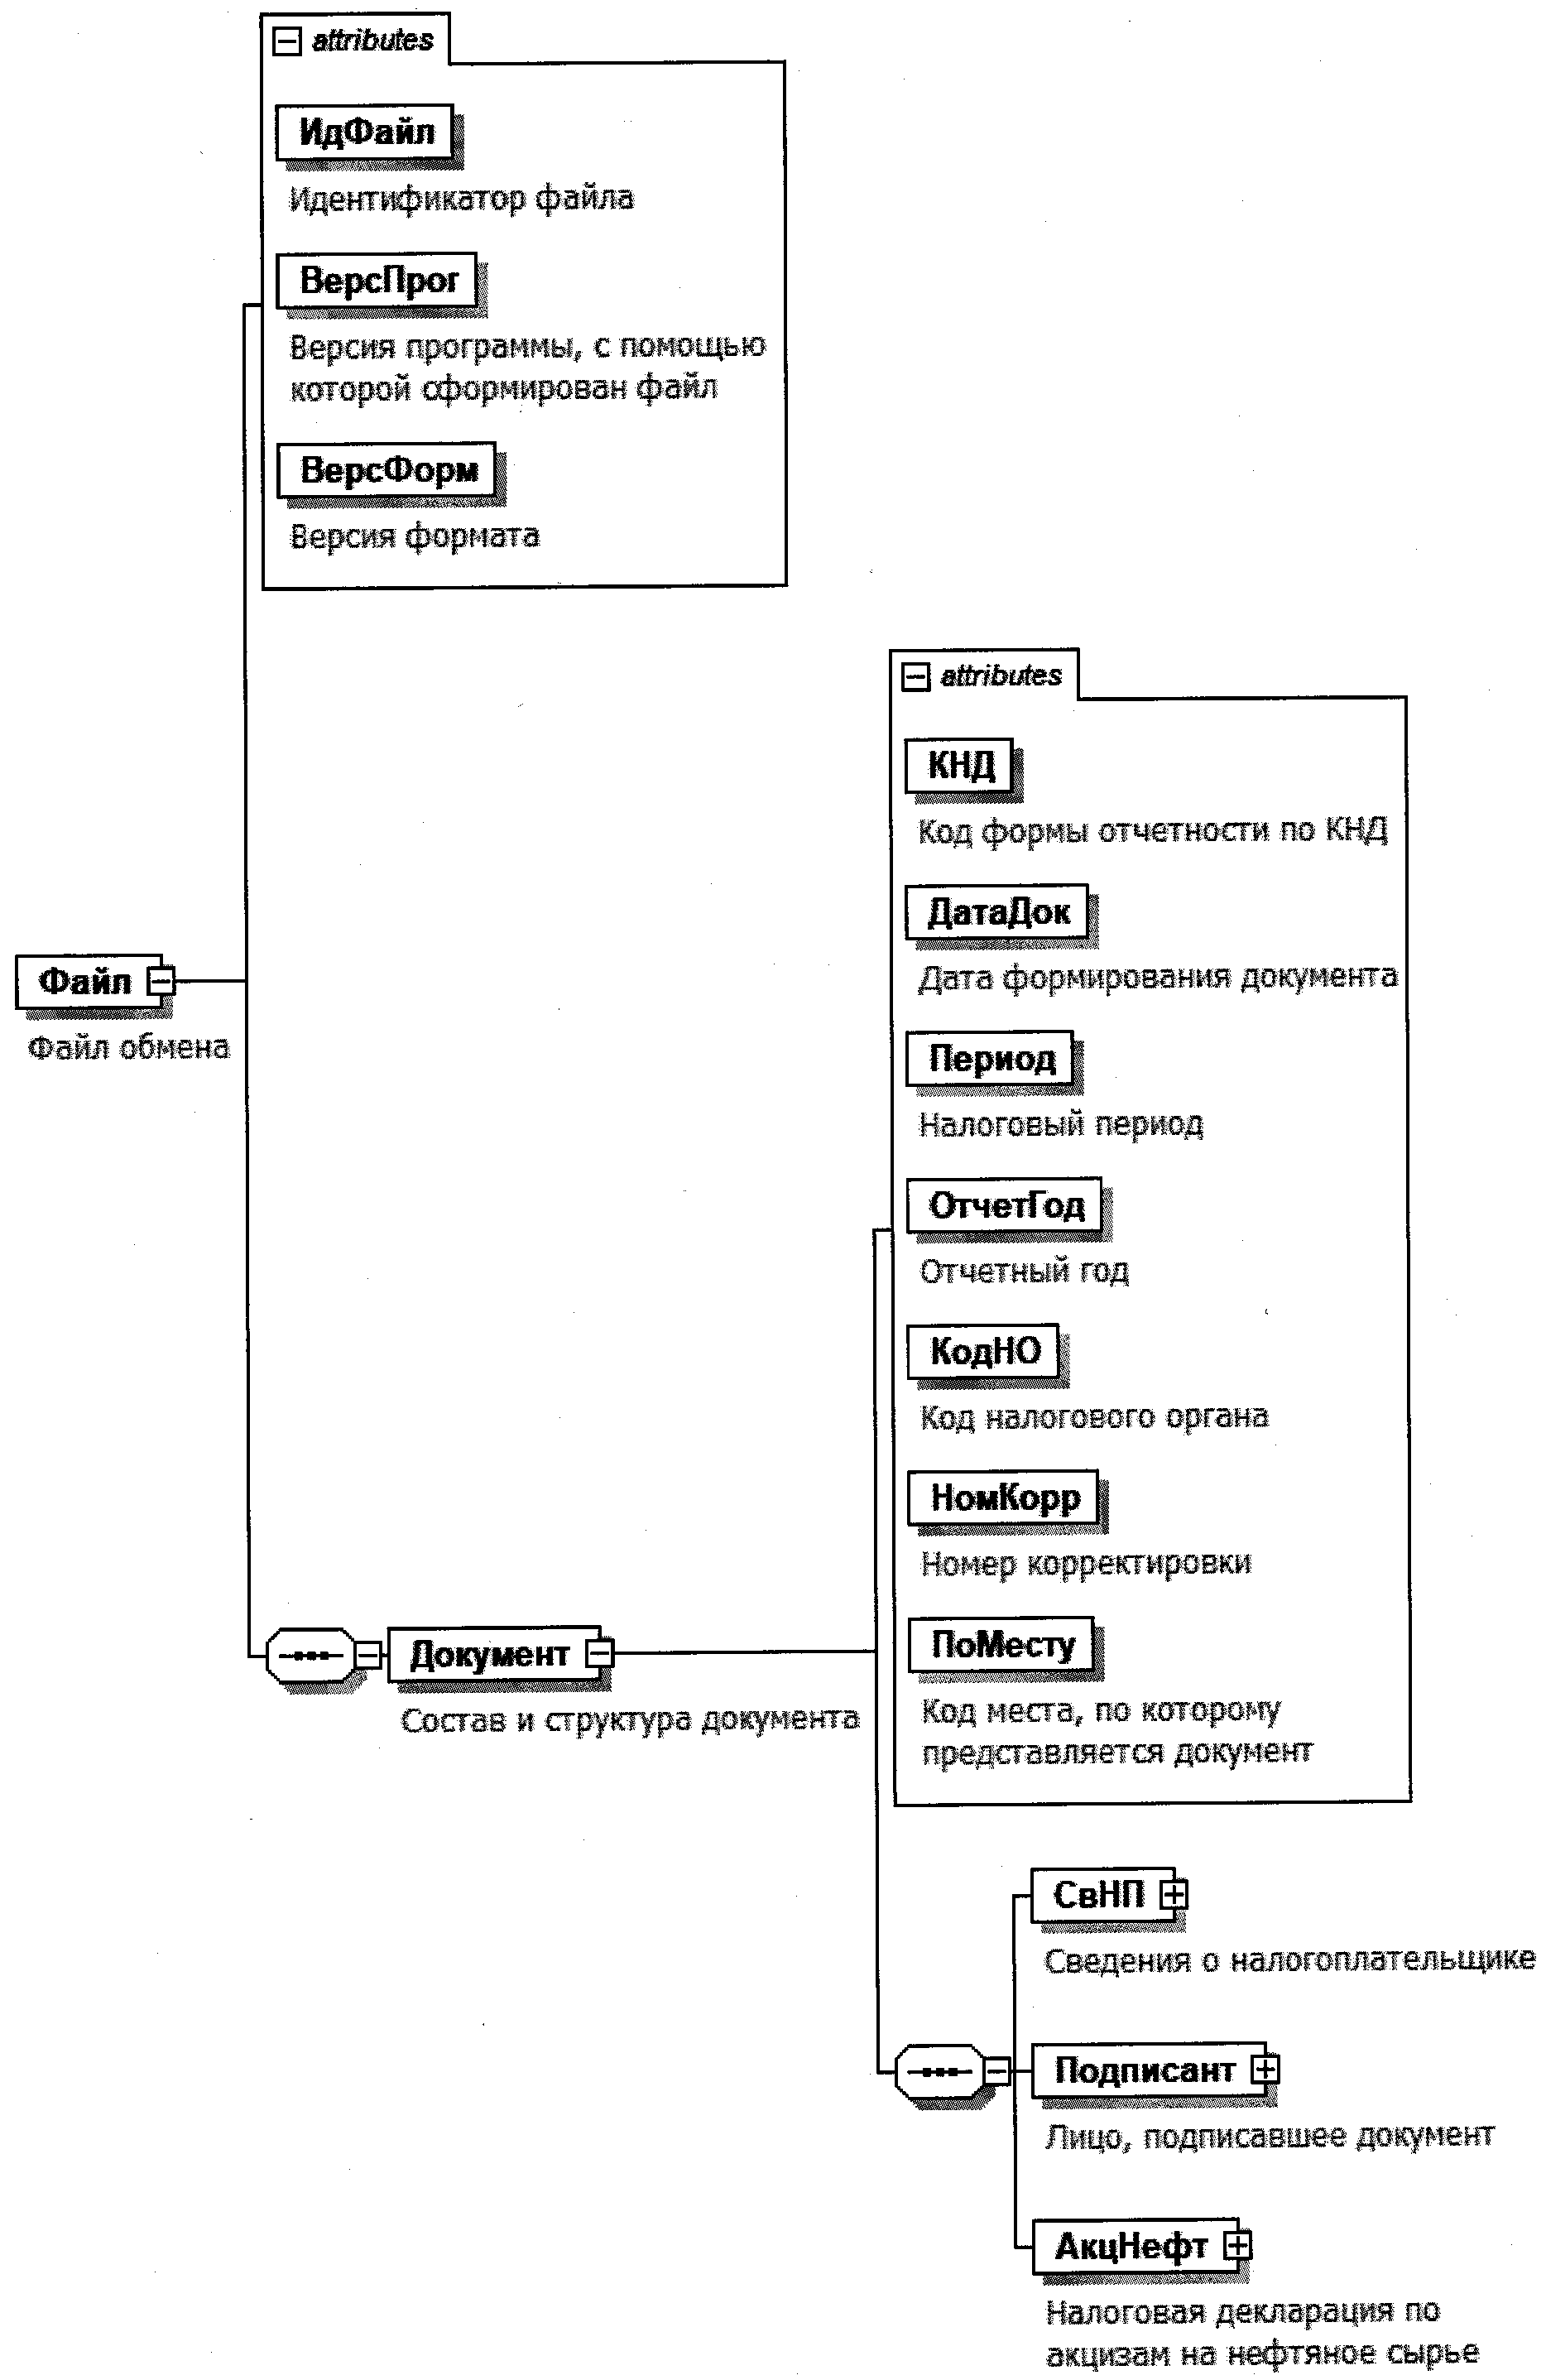 attributes
ИдФайл
Идентификатор файла
ВерсПрог
Версия программы, с помощью
которой сформирован файл
ВерсФорм
Версия формата
Файл
Файл обмена
Документ
Состав и структура документа
attributes
КНД
Код формы отчетности по КНД
ДатаДок
Дата формирования документа
Период
Налоговый период
ОтчетГод
Отчетный год
КодНО
Код налогового органа
НомКорр
Номер корректировки
ПоМесту
Код места, по которому
представляется документ
СвНП
Сведения о налогоплательщике
Подписант
Лицо, подписавшее документ
АкцНефт
Налоговая декларация по
акцизам на нефтяное сырье